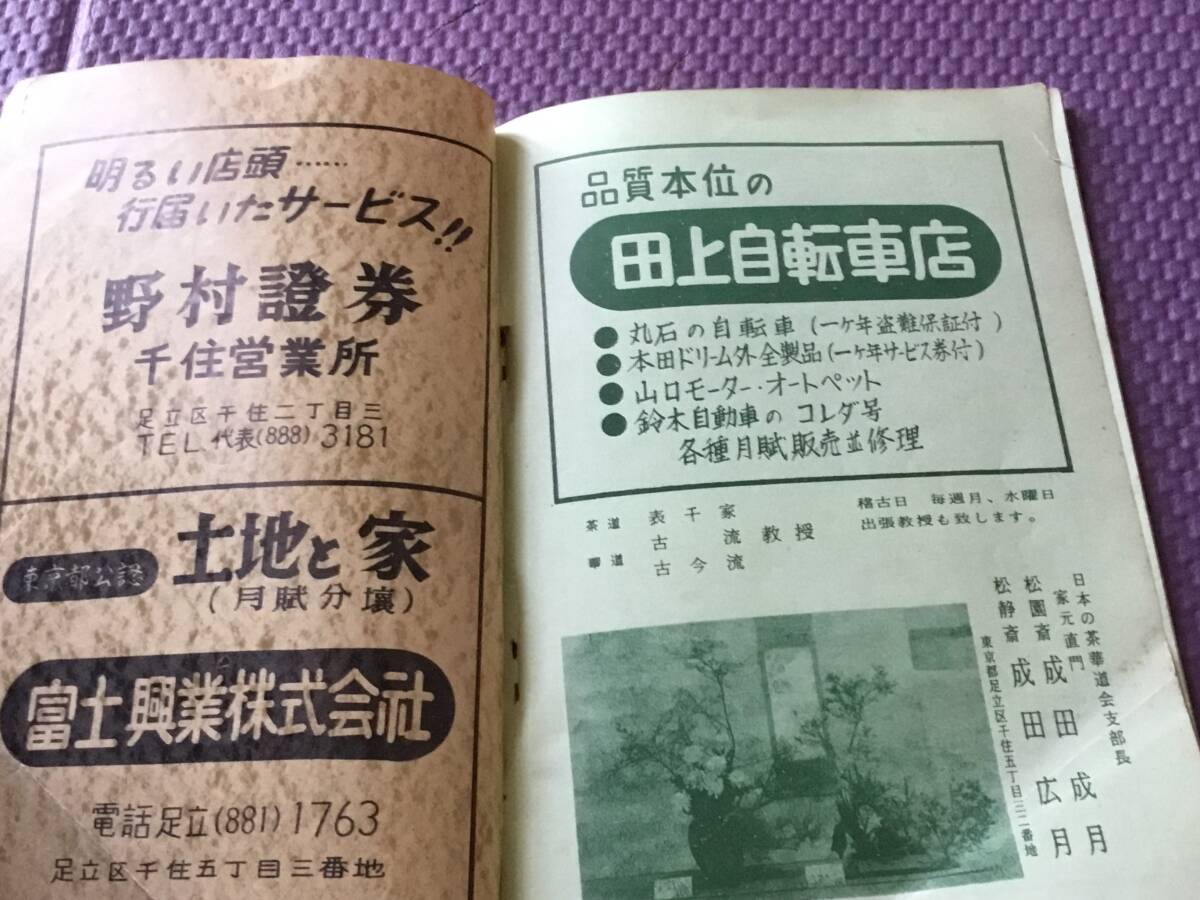 明るい店頭……
行届いたサービス!!
野村證券
千住営業所
足立区千住二丁目三
TEL 代表(888) 3181
東京都公認
土地と家
(月賦分壌)
富士興業株式会社
電話足立(881) 1763
足立区千住五丁目三番地
品質本位の
田上自転車店
● 丸石の自転車 (一ケ年盗難保証付)
● 本田ドリーム外全製品(一ケ年サービス券付)
● 山口モーター・オートペット
● 鈴木自動車の コレダ号
各種月賦販売並修理
茶道 表千家
古 流 教授
華道 古今流
稽古日 毎週月、水曜日
出張教授も致します。
日本の茶華道会支部長
家元直門
松園斎 成田成月
松静斎 成田広月
東京都足立区千住五丁目二二番地